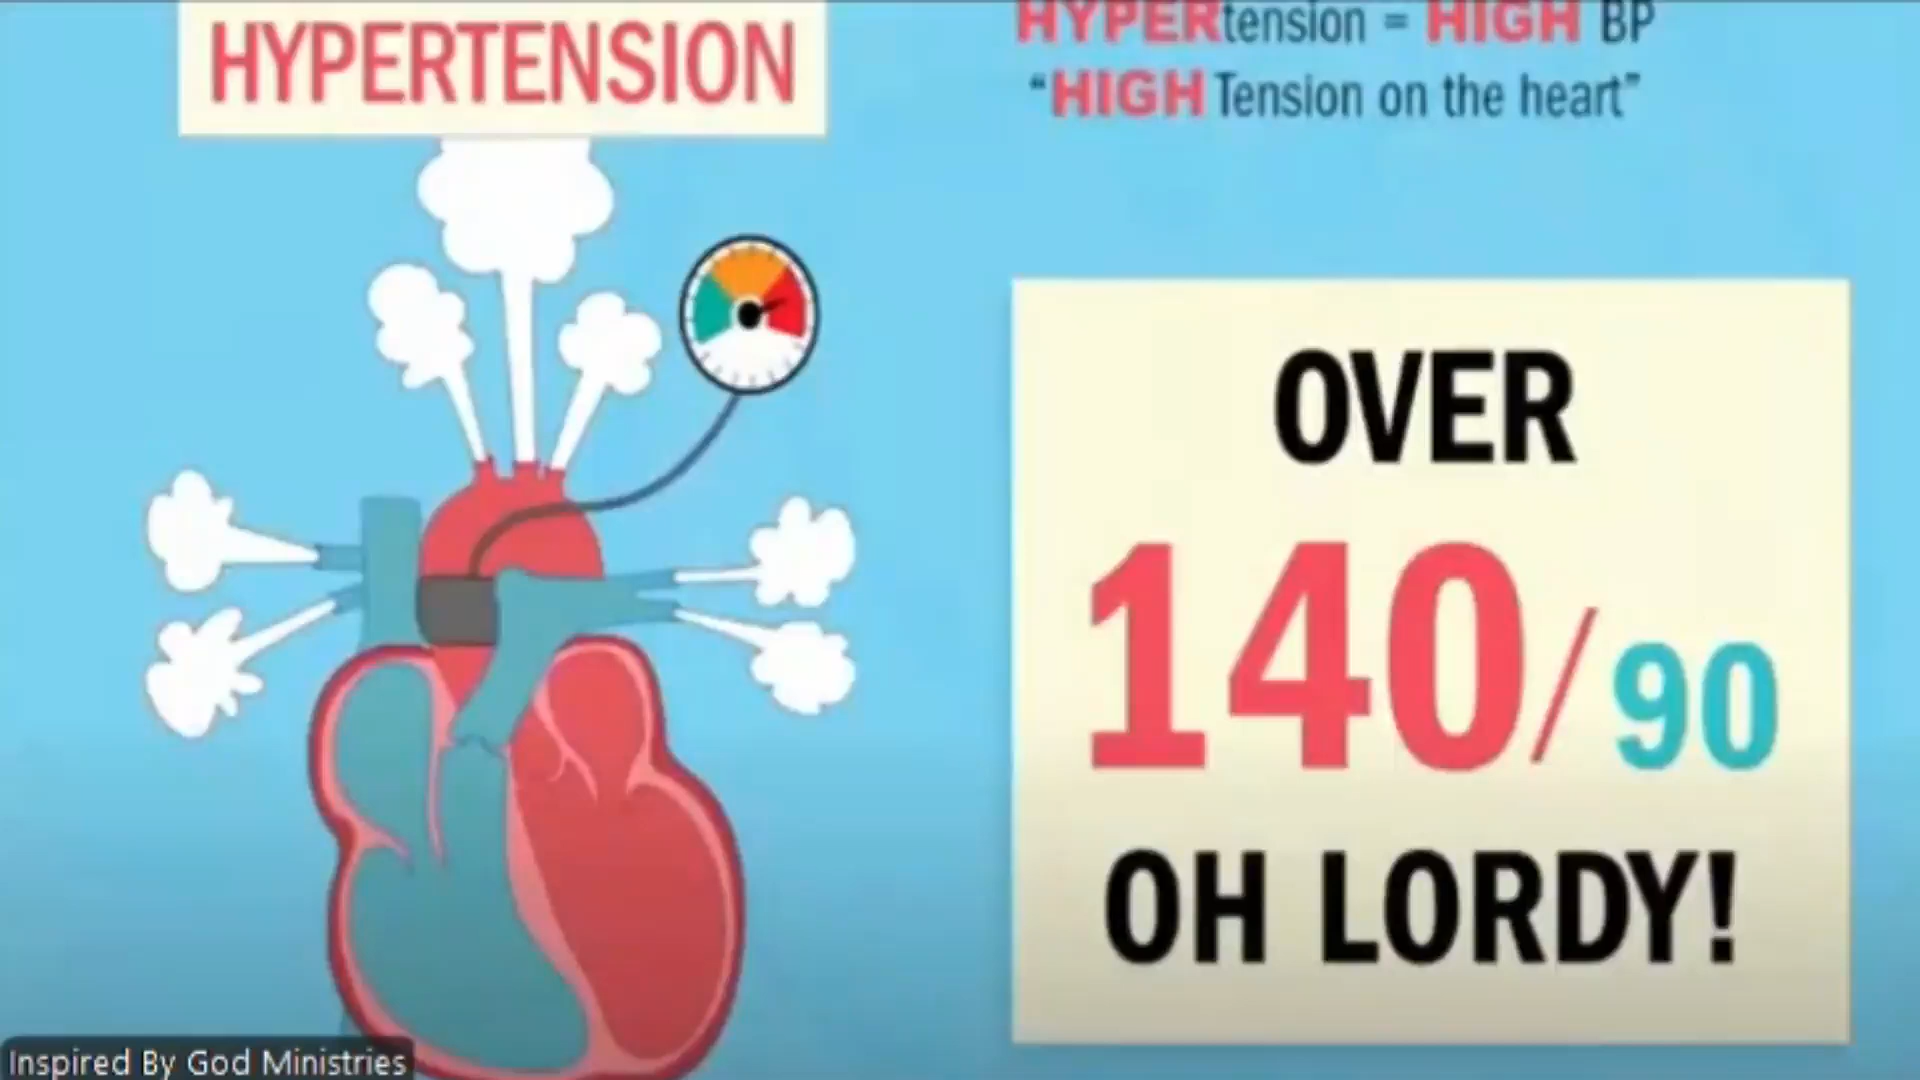 HYPERTENSION
HYPERtension = HIGH BP
“HIGH Tension on the heart”
OVER
140/90
OH LORDY!
Inspired By God Ministries